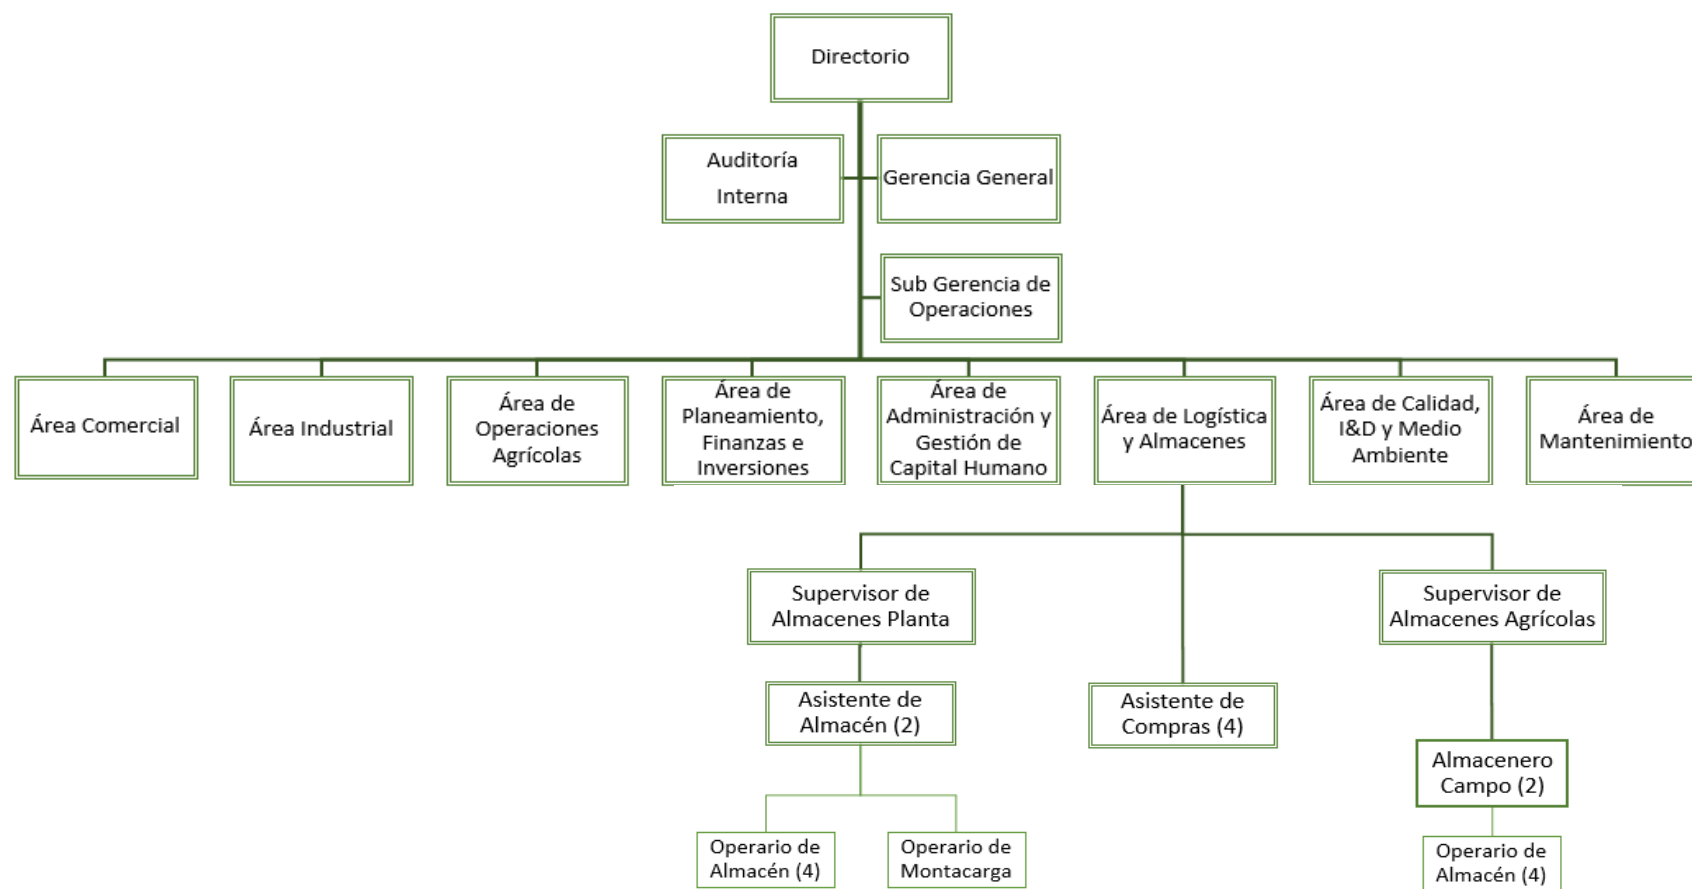 Directorio
Auditoría
Interna
Gerencia General
Sub Gerencia de
Operaciones
Área Comercial
Área Industrial
Área de
Operaciones
Agrícolas
Área de
Planeamiento,
Finanzas e
Inversiones
Área de
Administración y
Gestión de
Capital Humano
Área de Logística
y Almacenes
Área de Calidad,
I&D y Medio
Ambiente
Área de
Mantenimiento
Supervisor de
Almacenes Planta
Supervisor de
Almacenes Agrícolas
Asistente de
Almacén (2)
Asistente de
Compras (4)
Almacenero
Campo (2)
Operario de
Almacén (4)
Operario de
Montacarga
Operario de
Almacén (4)